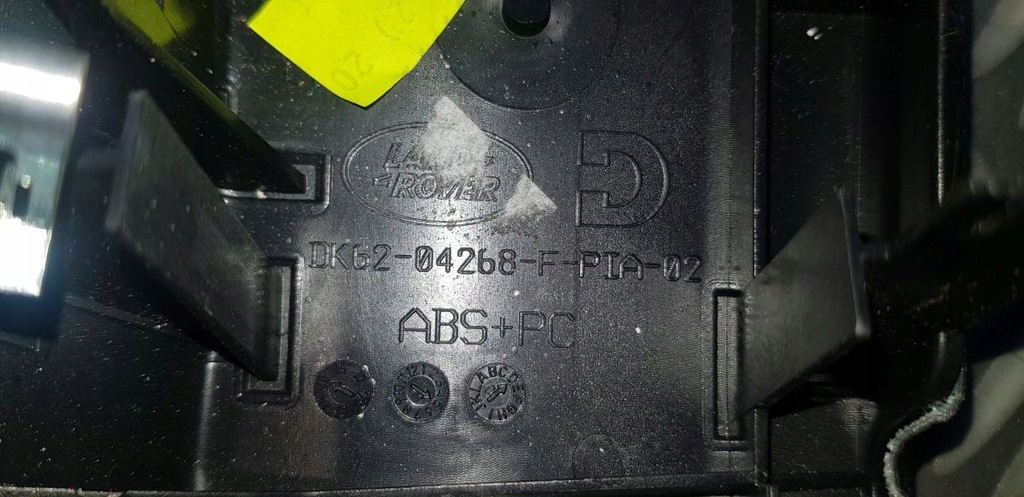 LAND-
ROVER
DK62-04268-F-PIA-02
ABS+PC